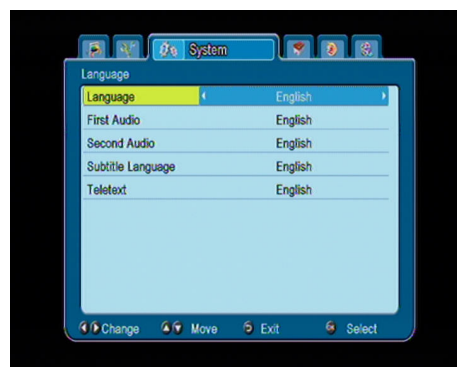 System
Language
Language English
First Audio English
Second Audio English
Subtitle Language English
Teletext English
Change Move Exit Select